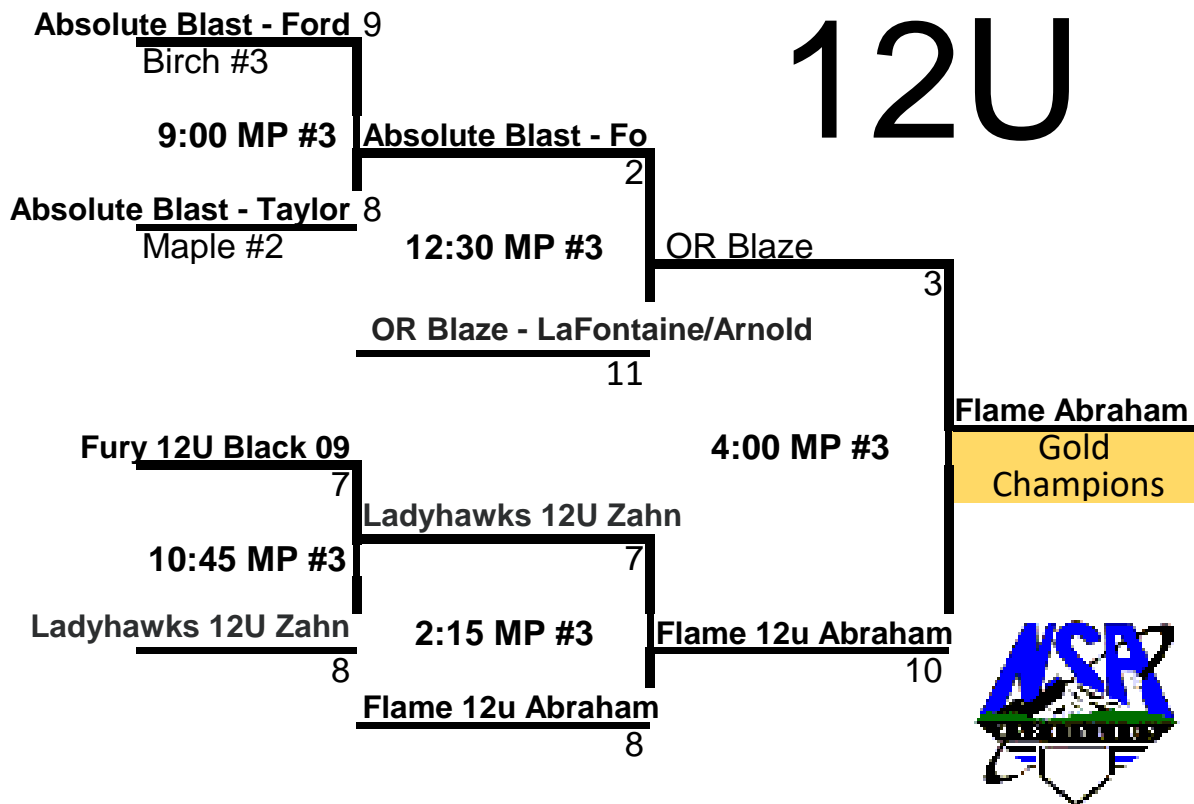 12U
Absolute Blast - Ford 9
Birch #3
9:00 MP #3
Absolute Blast - Fo
2
Absolute Blast - Taylor 8
Maple #2
12:30 MP #3
OR Blaze
3
OR Blaze - LaFontaine/Arnold
11
Flame Abraham
Gold
Champions
4:00 MP #3
Fury 12U Black 09
7
Ladyhawks 12U Zahn
7
10:45 MP #3
Ladyhawks 12U Zahn
8
2:15 MP #3
Flame 12u Abraham
10
Flame 12u Abraham
8
NSA